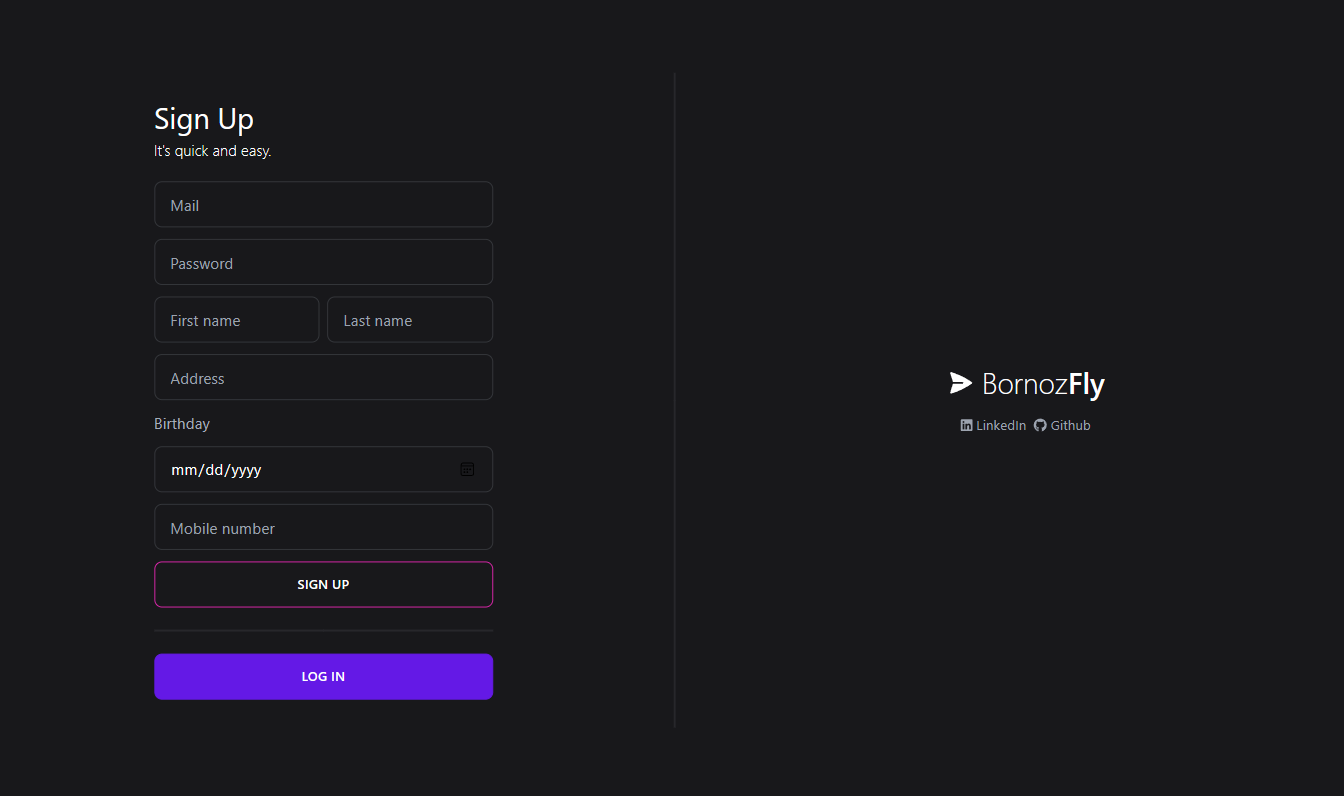 Sign Up
It's quick and easy.
Mail
Password
First name
Last name
Address
Birthday
mm/dd/yyyy
Mobile number
SIGN UP
LOG IN
BornozFly
LinkedIn Github